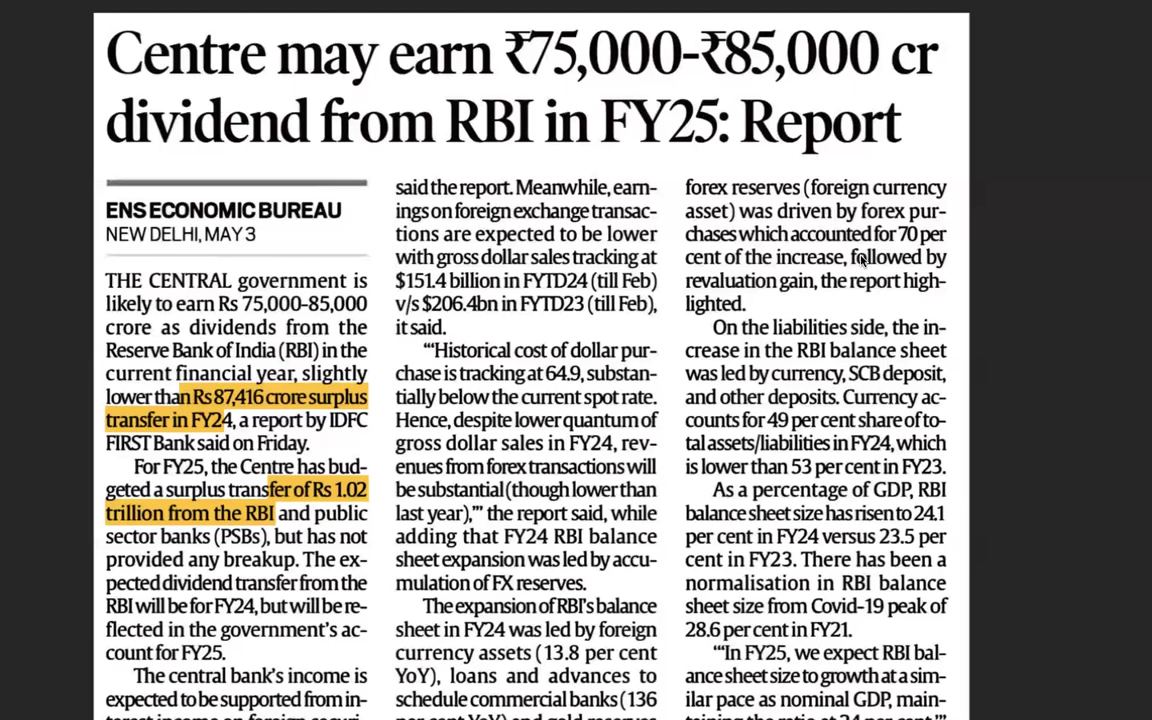 Centre may earn ₹75,000-₹85,000 cr
dividend from RBI in FY25: Report
ENS ECONOMIC BUREAU
NEW DELHI, MAY 3
THE CENTRAL government is
likely to earn Rs 75,000-85,000
crore as dividends from the
Reserve Bank of India (RBI) in the
current financial year, slightly
lower than Rs 87,416 crore surplus
transfer in FY24, a report by IDFC
FIRST Bank said on Friday.
For FY25, the Centre has bud-
geted a surplus transfer of Rs 1.02
trillion from the RBI and public
sector banks (PSBs), but has not
provided any breakup. The ex-
pected dividend transfer from the
RBI will be for FY24, but will be re-
flected in the government's ac-
count for FY25.
The central bank's income is
expected to be supported from in-
terest income on foreign securi-
said the report. Meanwhile, earn-
ings on foreign exchange transac-
tions are expected to be lower
with gross dollar sales tracking at
$151.4 billion in FYTD24 (till Feb)
v/s $206.4bn in FYTD23 (till Feb),
it said.
"'Historical cost of dollar pur-
chase is tracking at 64.9, substan-
tially below the current spot rate.
Hence, despite lower quantum of
gross dollar sales in FY24, rev-
enues from forex transactions will
be substantial (though lower than
last year),'" the report said, while
adding that FY24 RBI balance
sheet expansion was led by accu-
mulation of FX reserves.
The expansion of RBI's balance
sheet in FY24 was led by foreign
currency assets (13.8 per cent
YoY), loans and advances to
schedule commercial banks (136
per cent YoY) and gold reserves
forex reserves (foreign currency
asset) was driven by forex pur-
chases which accounted for 70 per
cent of the increase, followed by
revaluation gain, the report high-
lighted.
On the liabilities side, the in-
crease in the RBI balance sheet
was led by currency, SCB deposit,
and other deposits. Currency ac-
counts for 49 per cent share of to-
tal assets/liabilities in FY24, which
is lower than 53 per cent in FY23.
As a percentage of GDP, RBI
balance sheet size has risen to 24.1
per cent in FY24 versus 23.5 per
cent in FY23. There has been a
normalisation in RBI balance
sheet size from Covid-19 peak of
28.6 per cent in FY21.
"'In FY25, we expect RBI bal-
ance sheet size to growth at a sim-
ilar pace as nominal GDP, main-
taining the ratio at 24 per cent,'"